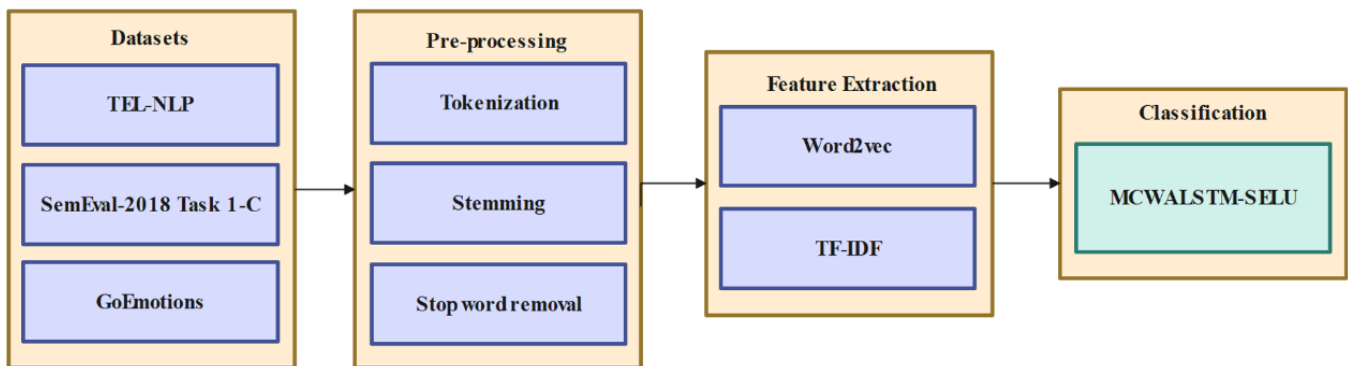 Datasets
TEL-NLP
SemEval-2018 Task 1-C
GoEmotions
Pre-processing
Tokenization
Stemming
Stop word removal
Feature Extraction
Word2vec
TF-IDF
Classification
MCWALSTM-SELU